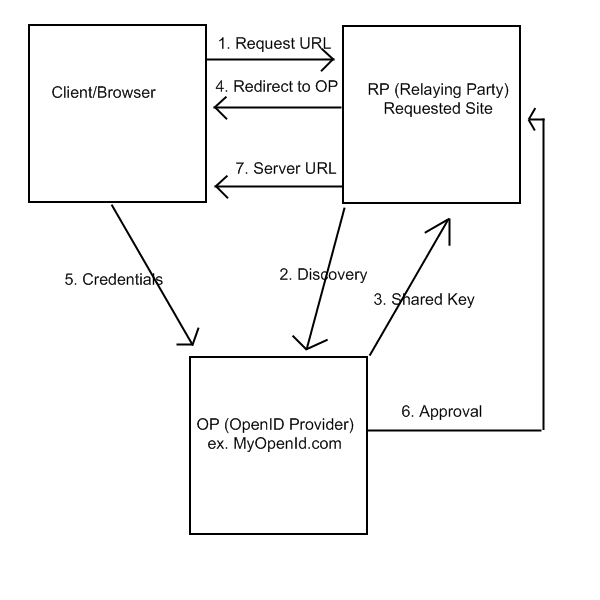 1. Request URL
Client/Browser
4. Redirect to OP
RP (Relaying Party)
Requested Site
7. Server URL
5. Credentials
2. Discovery
3. Shared Key
6. Approval
OP (OpenID Provider)
ex. MyOpenId.com